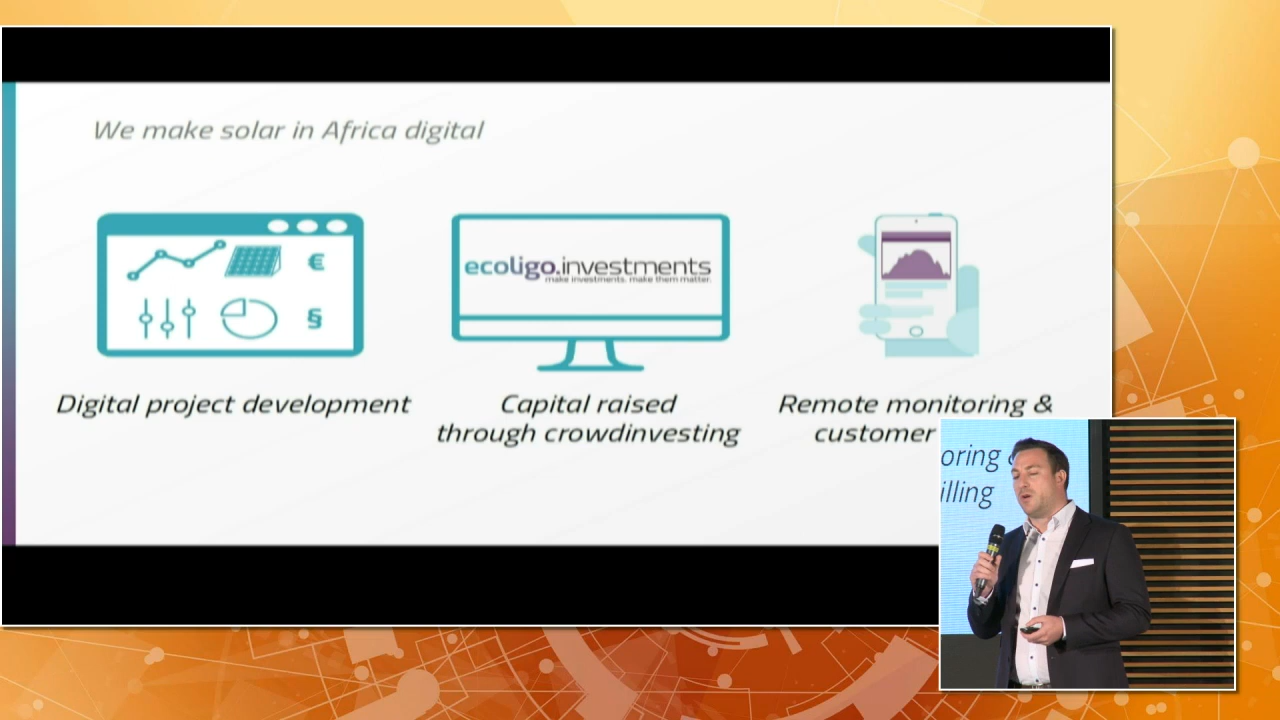 We make solar in Africa digital
€
§
ecoligo.investments
make investments. make them matter.
Digital project development
Capital raised
through crowdinvesting
Remote monitoring &
customer
oring
illing